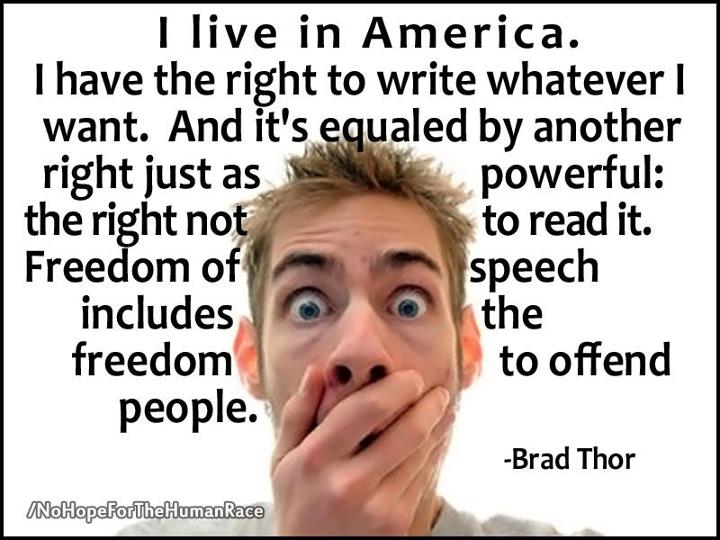 I live in America.
I have the right to write whatever I
want. And it's equaled by another
right just as powerful:
the right not to read it.
Freedom of speech
includes the
freedom to offend
people.
-Brad Thor
/NoHopeForTheHumanRace